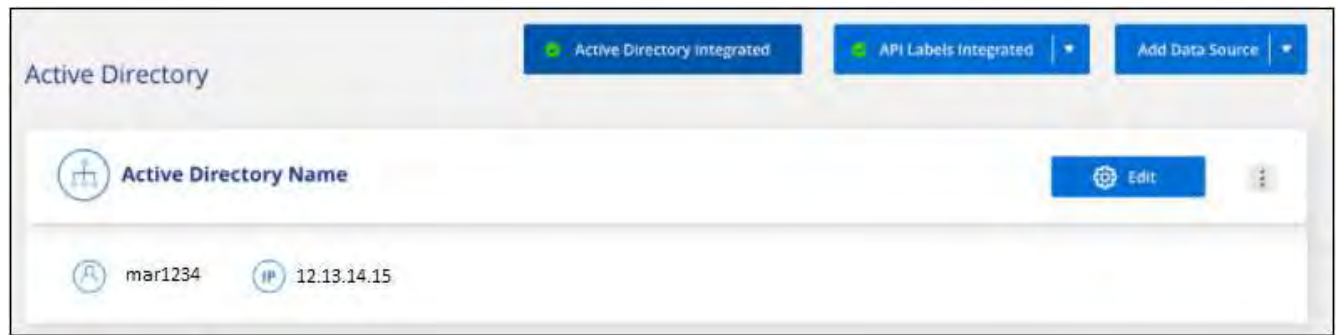 Active Directory Integrated
API Labels Integrated
Add Data Source
Active Directory
Active Directory Name
Edit
mar1234
IP
12.13.14.15